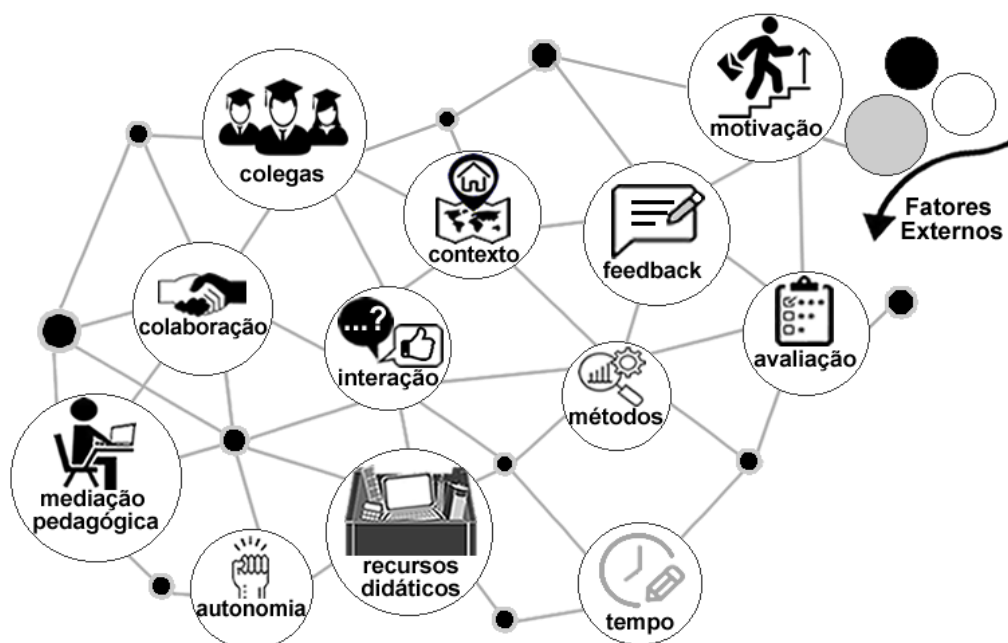 motivação
colegas
Fatores
Externos
contexto
feedback
colaboração
...?
interação
avaliação
métodos
mediação
pedagógica
recursos
didáticos
autonomia
tempo